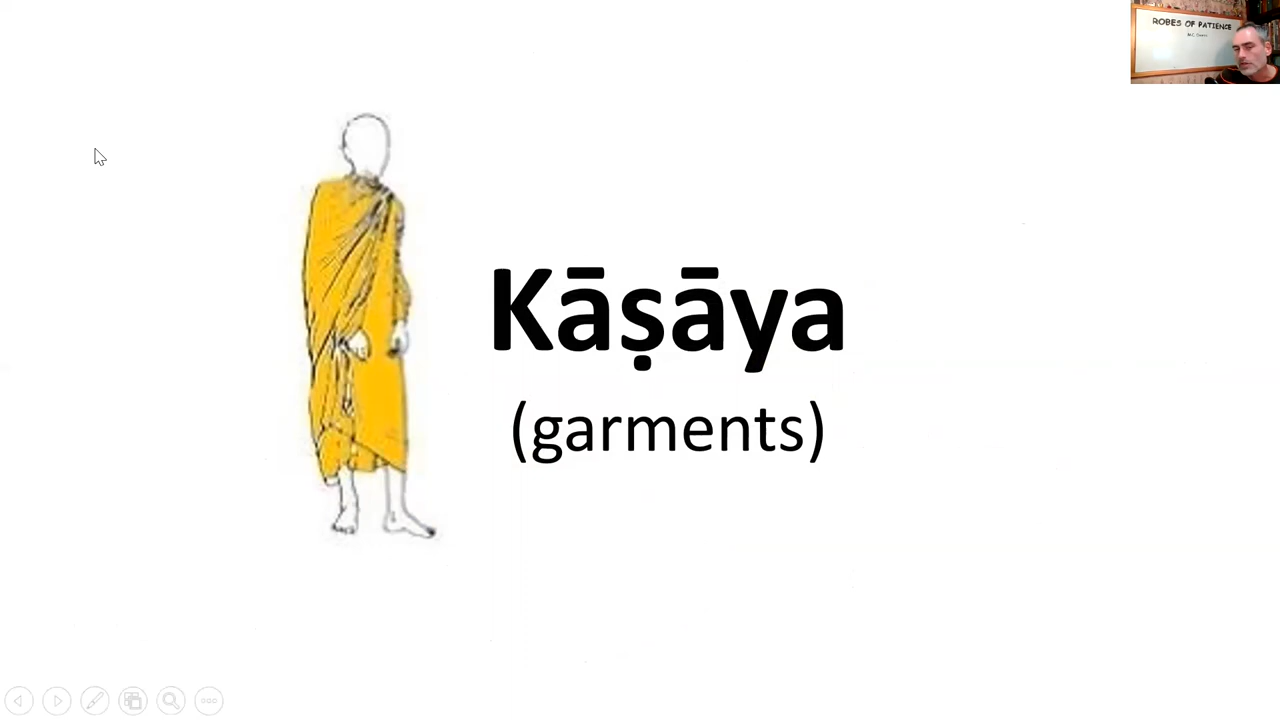 Kāṣāya
(garments)
ROBES OF PATIENCE